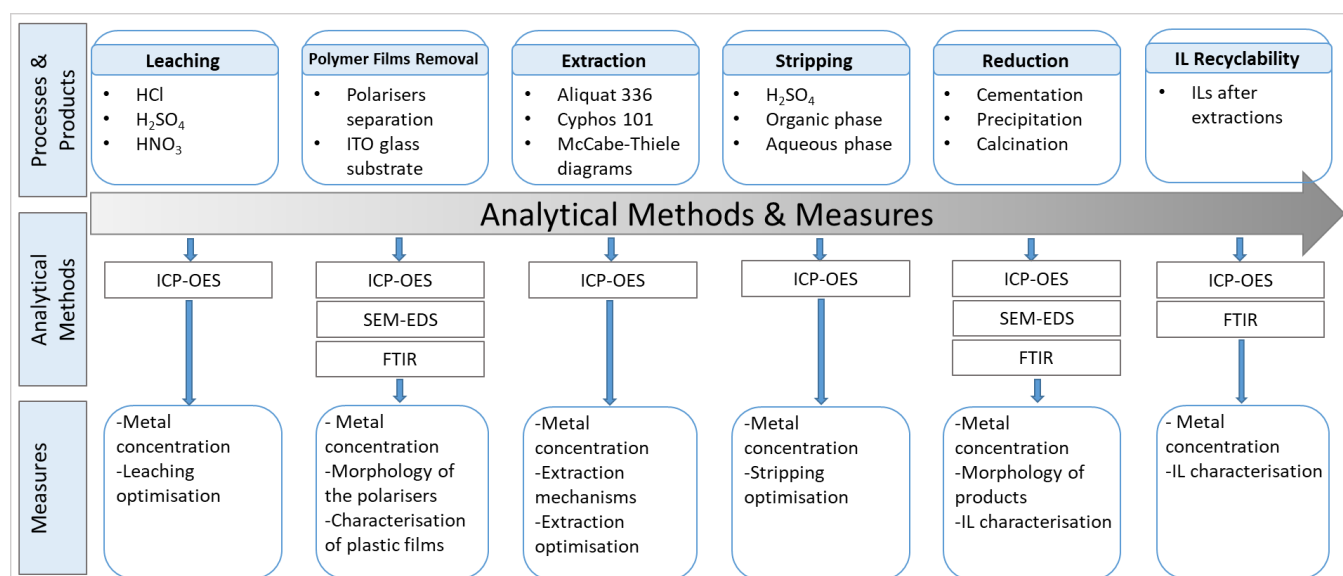 Processes &
Products
Leaching
• HCl
• H₂SO₄
• HNO₃
Polymer Films Removal
• Polarisers
separation
• ITO glass
substrate
Extraction
• Aliquat 336
• Cyphos 101
• McCabe-Thiele
diagrams
Stripping
• H₂SO₄
• Organic phase
• Aqueous phase
Reduction
• Cementation
• Precipitation
• Calcination
IL Recyclability
• ILs after
extractions
Analytical Methods & Measures
Analytical
Methods
ICP-OES
ICP-OES
SEM-EDS
FTIR
ICP-OES
ICP-OES
ICP-OES
SEM-EDS
FTIR
ICP-OES
FTIR
Measures
-Metal
concentration
-Leaching
optimisation
- Metal
concentration
-Morphology of
the polarisers
-Characterisation
of plastic films
-Metal
concentration
-Extraction
mechanisms
-Extraction
optimisation
-Metal
concentration
-Stripping
optimisation
-Metal
concentration
-Morphology of
products
-IL characterisation
- Metal
concentration
-IL characterisation